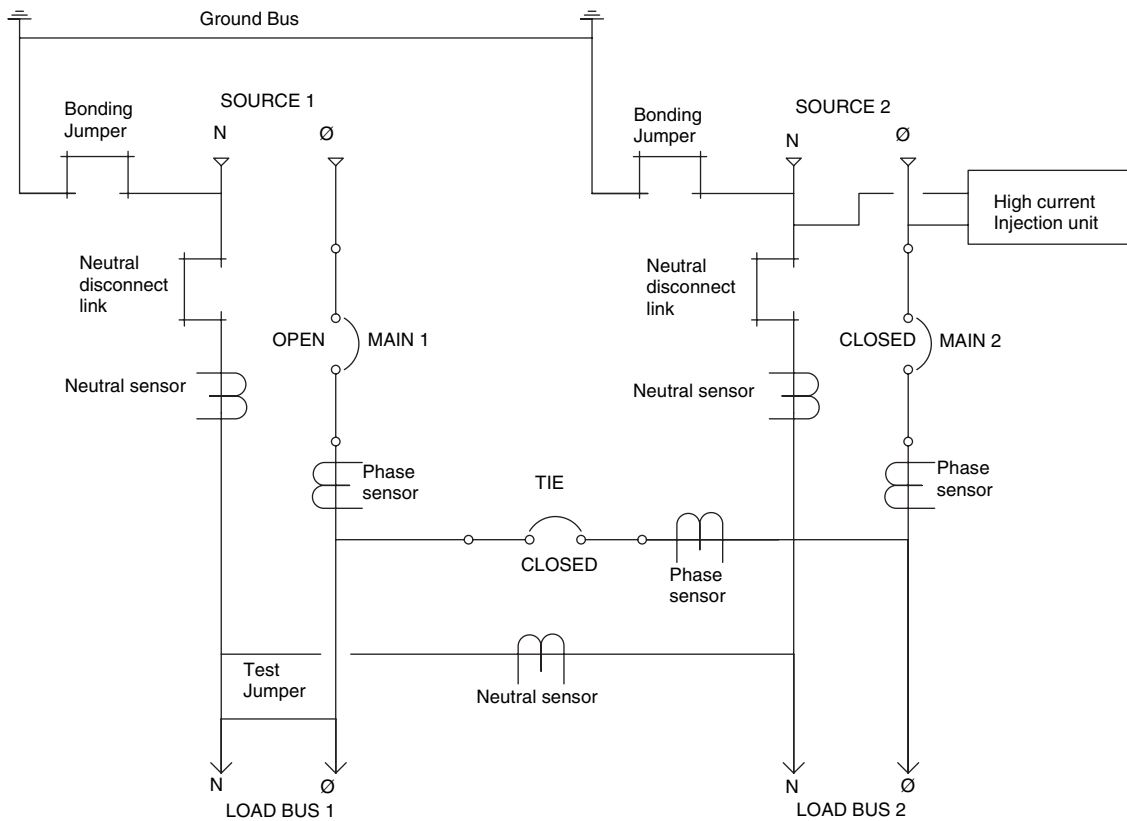 Ground Bus
SOURCE 1
SOURCE 2
Bonding
Jumper
N
Ø
Bonding
Jumper
N
Ø
High current
Injection unit
Neutral
disconnect
link
Neutral
disconnect
link
OPEN
MAIN 1
CLOSED
MAIN 2
Neutral sensor
Neutral sensor
Phase
sensor
TIE
Phase
sensor
CLOSED
Phase
sensor
Test
Jumper
Neutral sensor
N
Ø
N
Ø
LOAD BUS 1
LOAD BUS 2